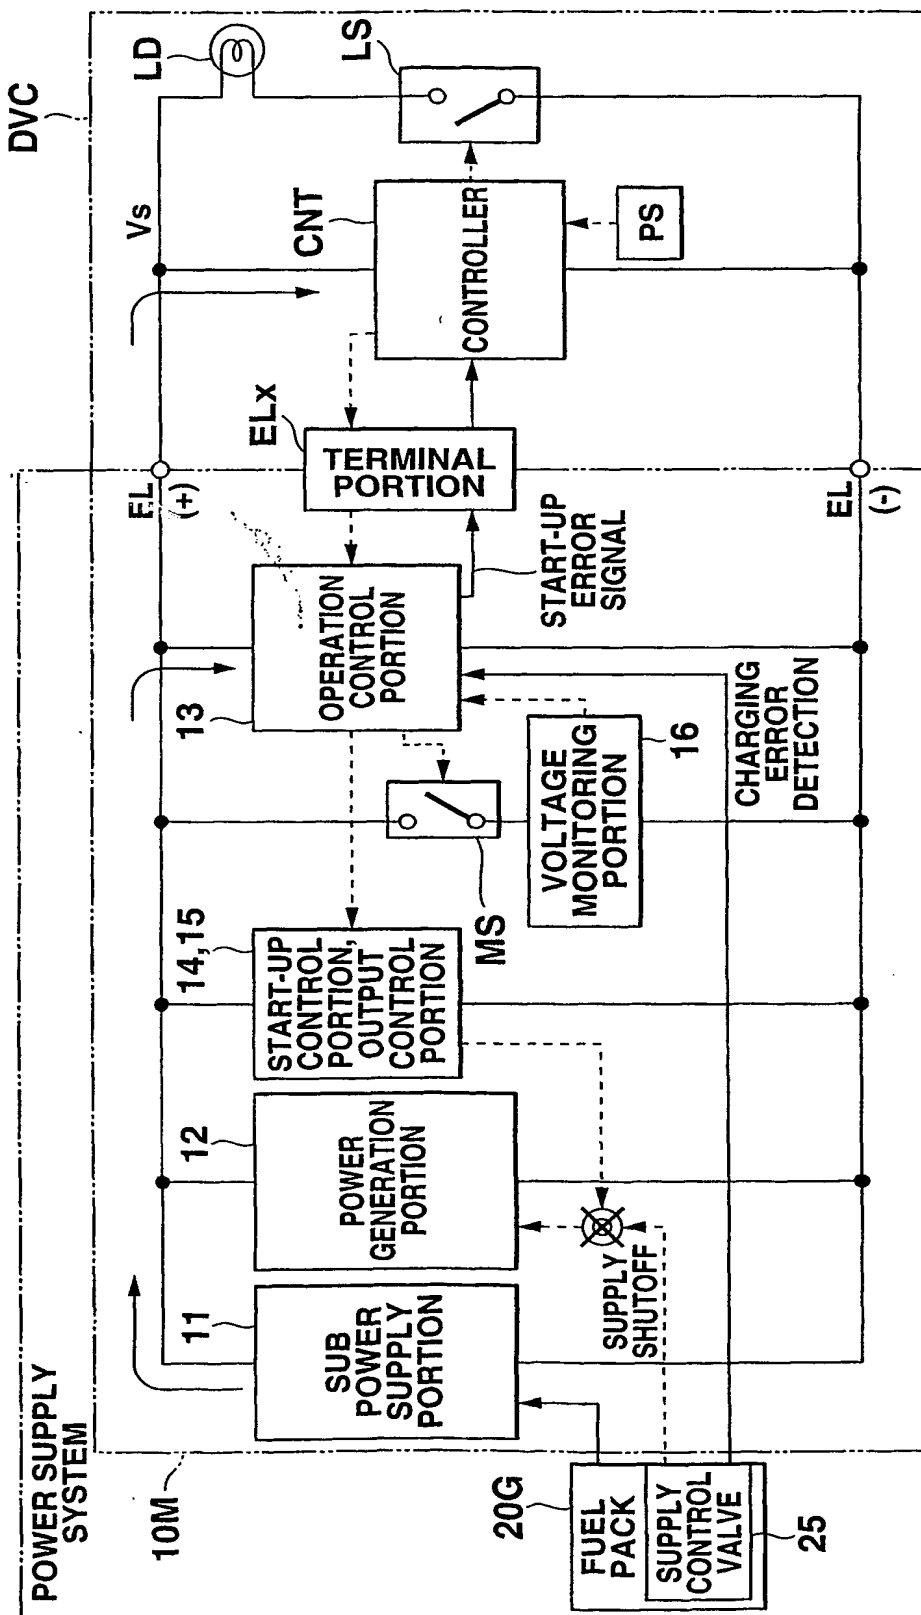 POWER SUPPLY
SYSTEM
DVC
10M
20G
FUEL
PACK
SUPPLY
CONTROL
VALVE
25
11
SUB
POWER
SUPPLY
PORTION
12
POWER
GENERATION
PORTION
SUPPLY
SHUTOFF
14,15
START-UP
CONTROL
PORTION,
OUTPUT
CONTROL
PORTION
MS
VOLTAGE
MONITORING
PORTION
16
13
OPERATION
CONTROL
PORTION
CHARGING
ERROR
DETECTION
START-UP
ERROR
SIGNAL
EL
(+)
ELx
TERMINAL
PORTION
EL
(-)
Vs
CNT
CONTROLLER
PS
LD
LS